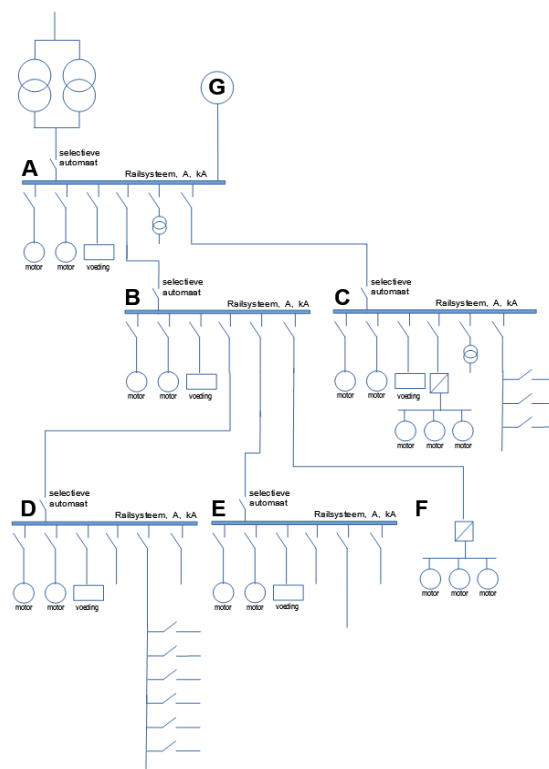 G
selectieve
automaat
A
Railsysteem, A, kA
motor
motor
voeding
selectieve
automaat
B
Railsysteem, A, kA
motor
motor
voeding
selectieve
automaat
C
Railsysteem, A, kA
motor
motor
voeding
motor
motor
motor
selectieve
automaat
D
Railsysteem, A, kA
motor
motor
voeding
selectieve
automaat
E
Railsysteem, A, kA
motor
motor
voeding
F
motor
motor
motor